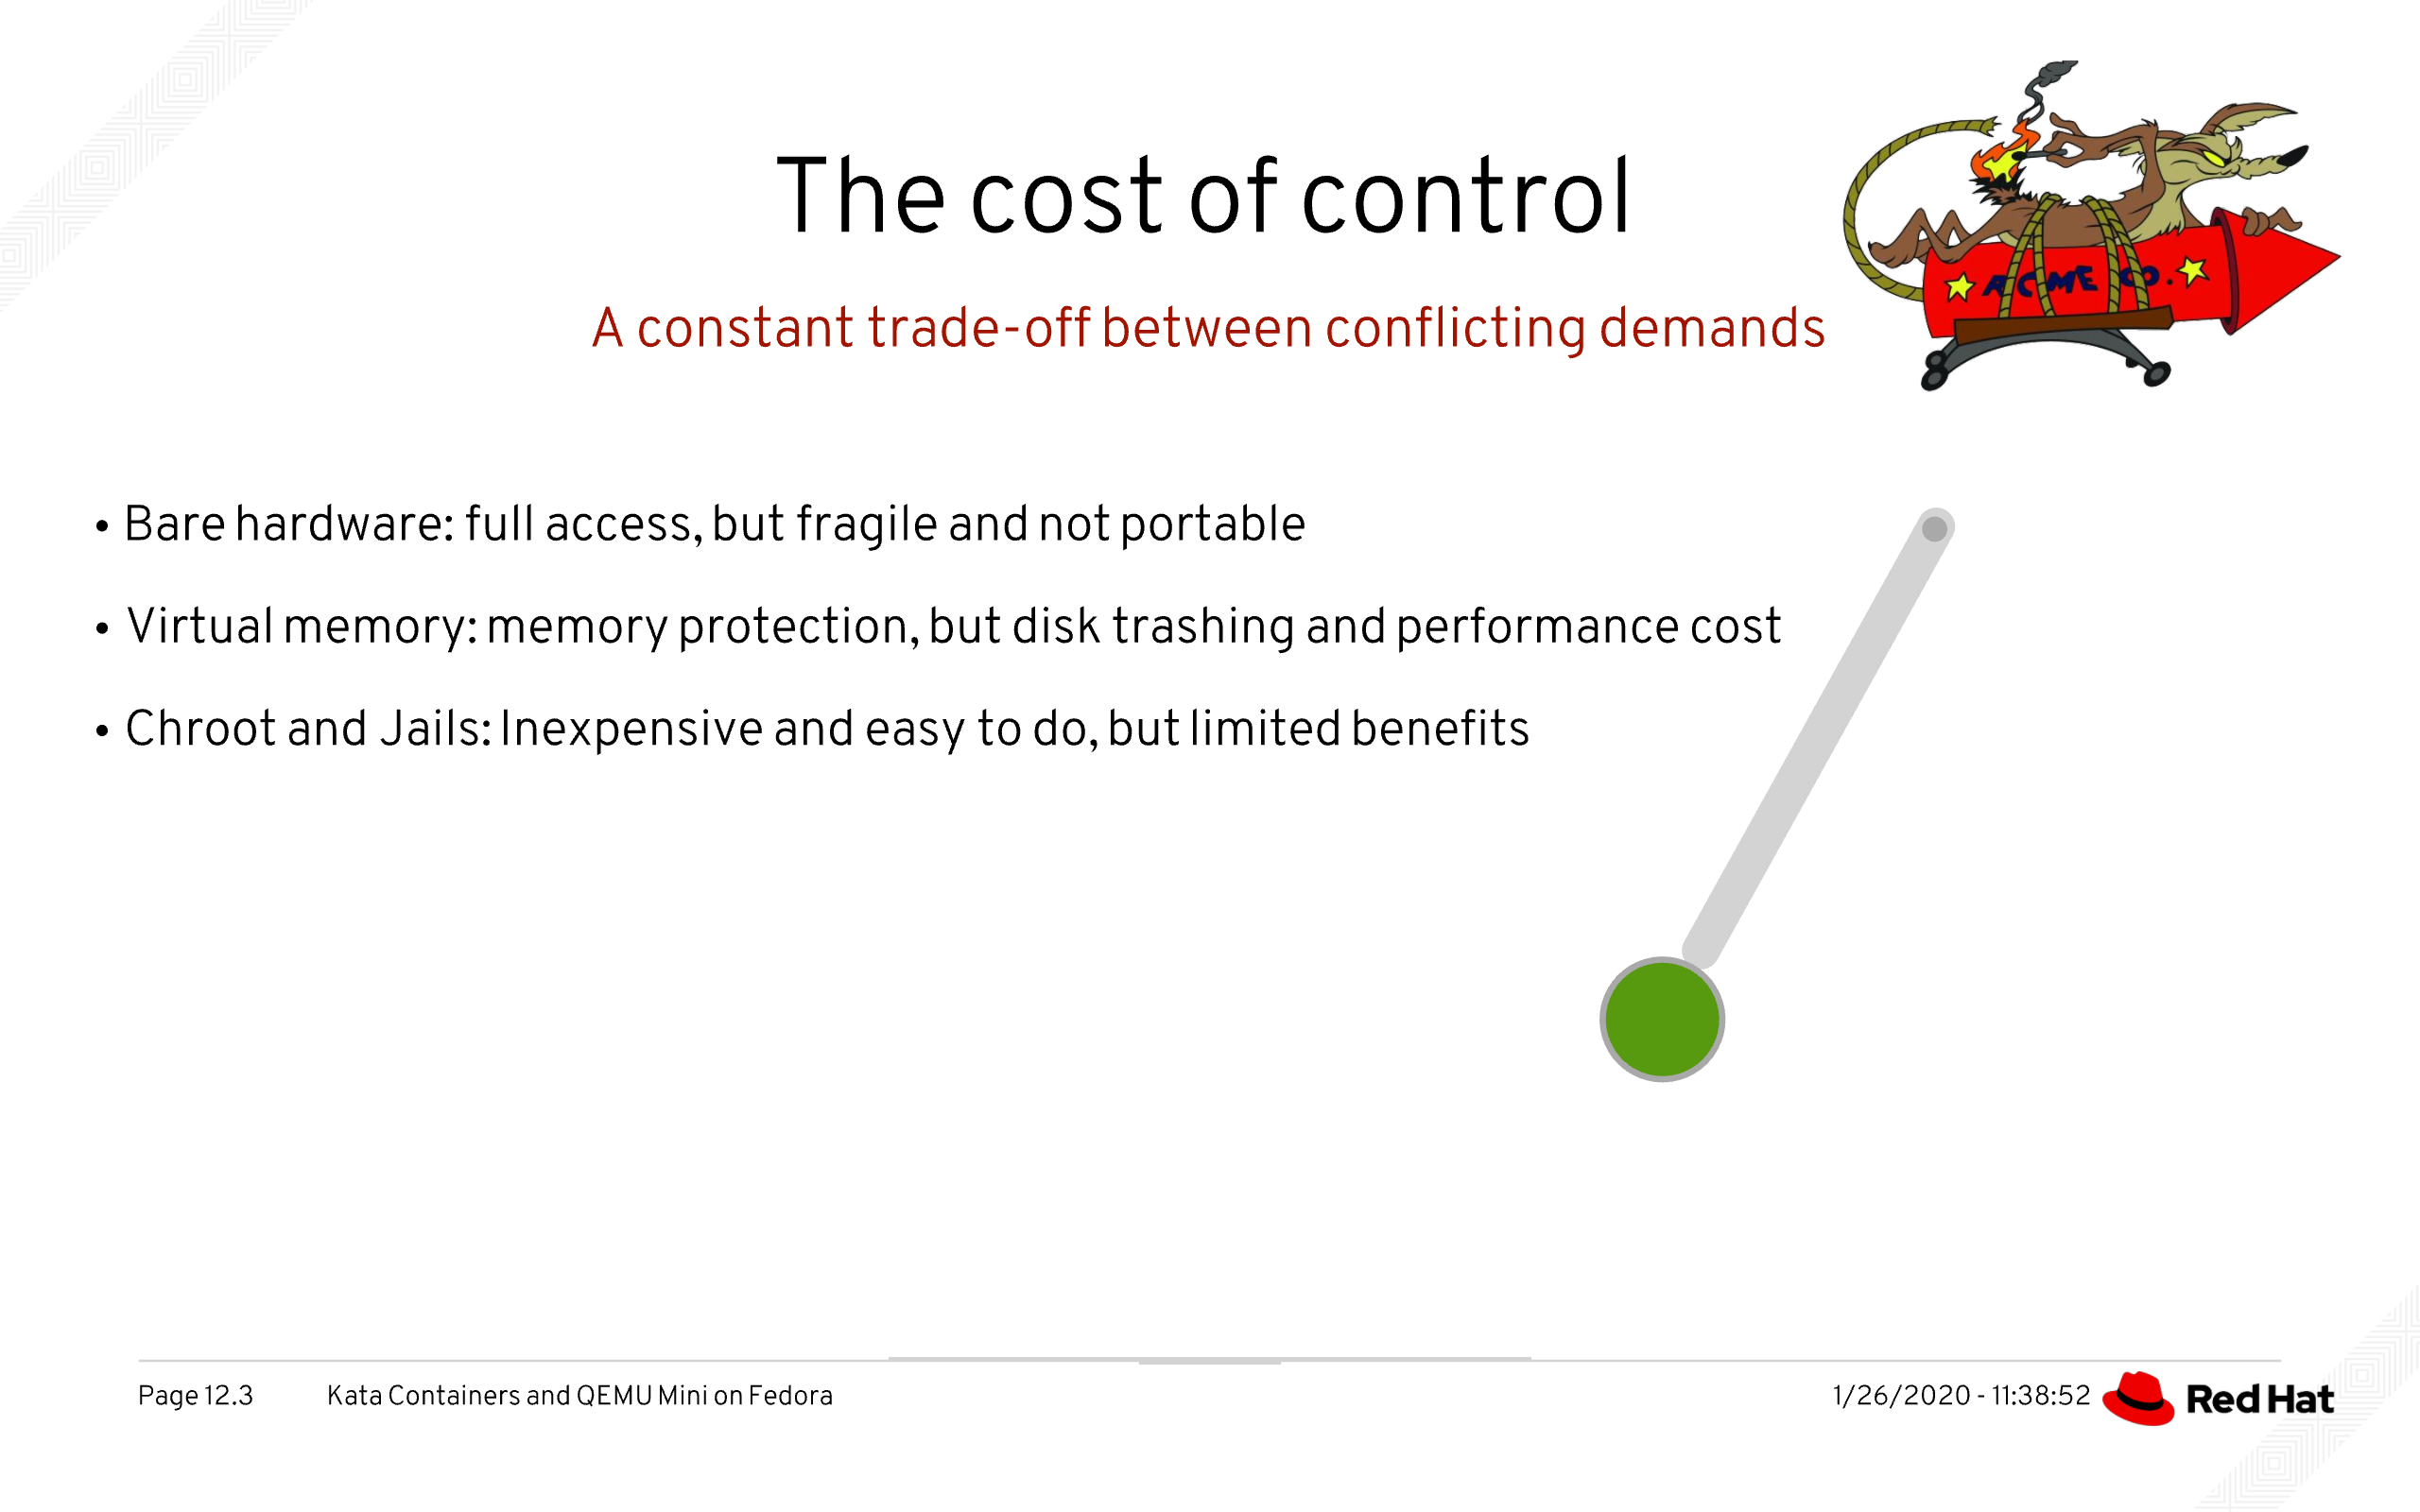 The cost of control
A constant trade-off between conflicting demands
ACME CO.
• Bare hardware: full access, but fragile and not portable
• Virtual memory: memory protection, but disk trashing and performance cost
• Chroot and Jails: Inexpensive and easy to do, but limited benefits
Page 12.3 Kata Containers and QEMU Mini on Fedora 1/26/2020 - 11:38:52 Red Hat